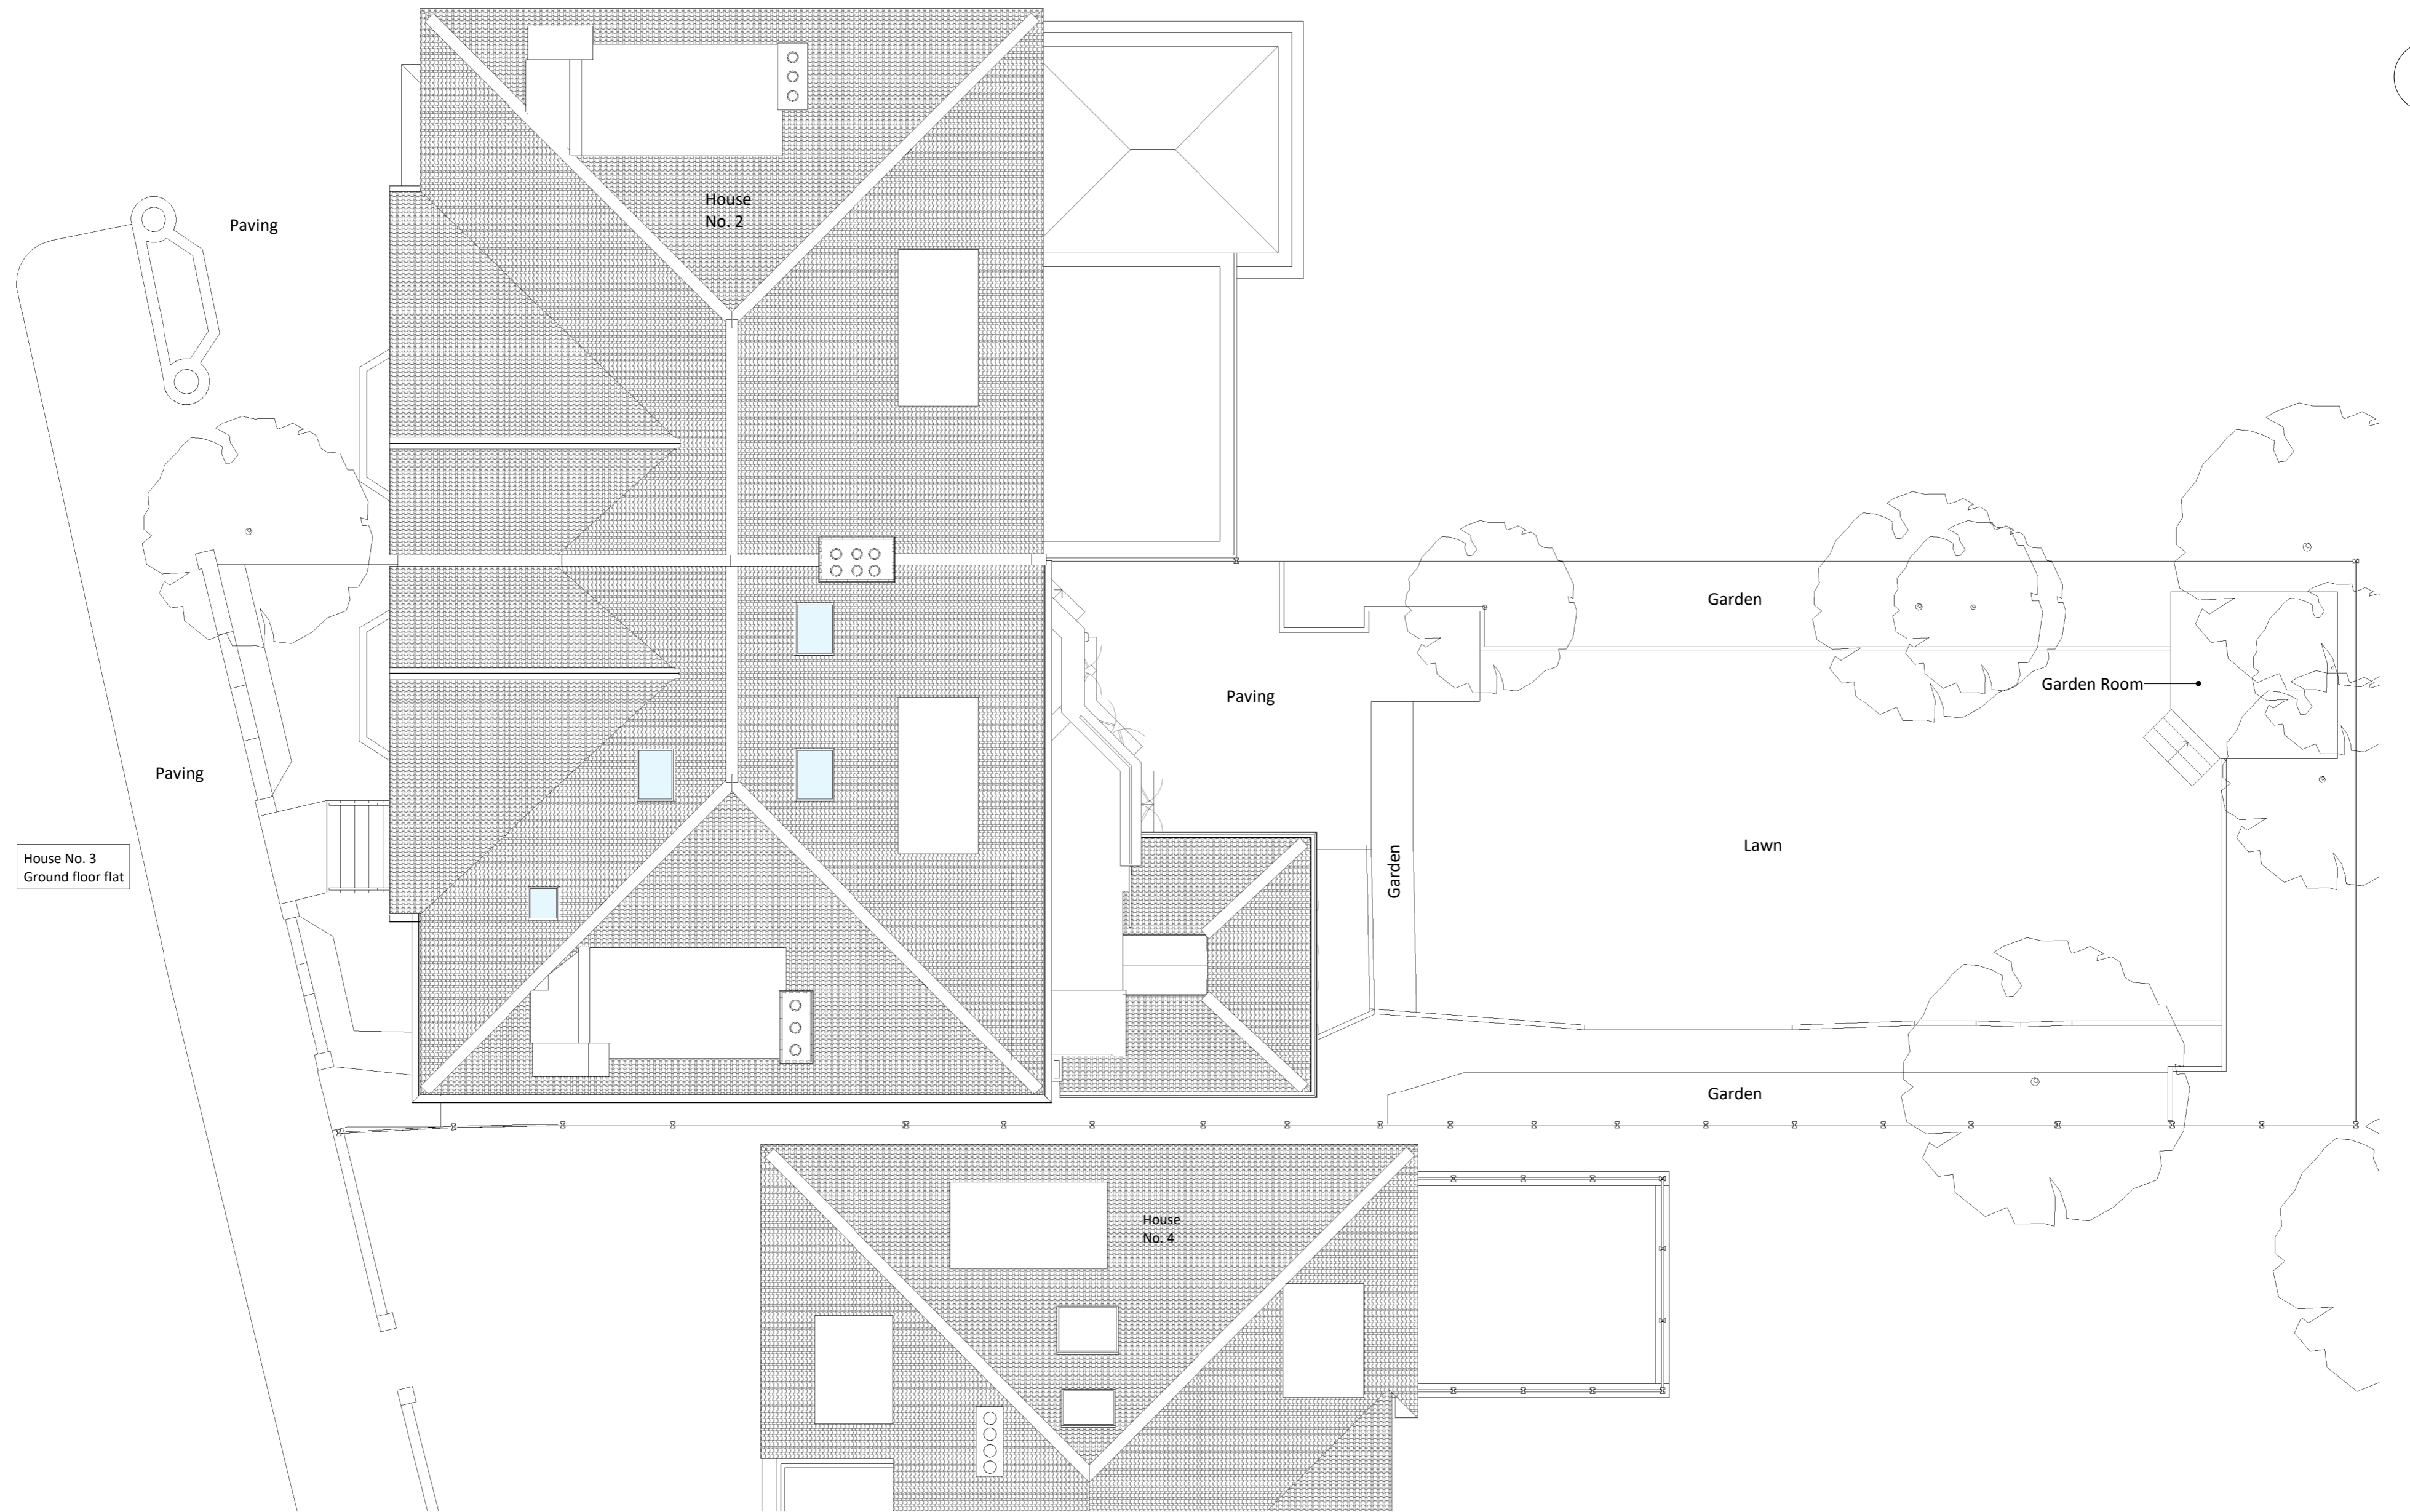 House
No. 2
Paving
Garden
Garden Room
Paving
Paving
Lawn
House No. 3
Ground floor flat
Garden
Garden
House
No. 4